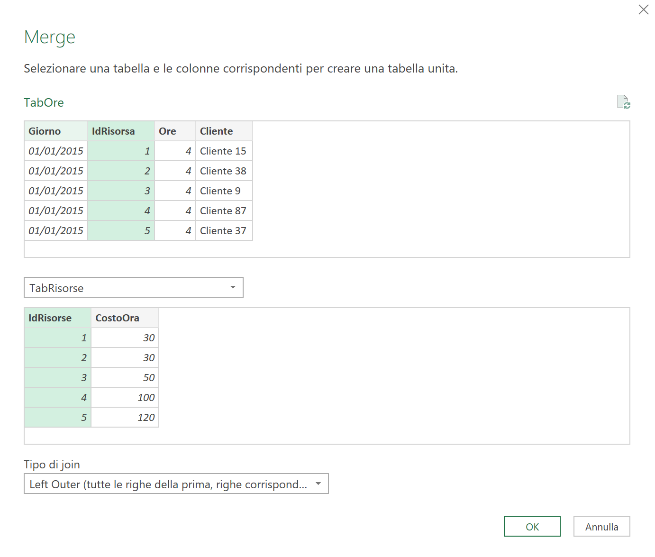 Merge
Selezionare una tabella e le colonne corrispondenti per creare una tabella unita.
TabOre
Giorno IdRisorsa Ore Cliente
01/01/2015 1 4 Cliente 15
01/01/2015 2 4 Cliente 38
01/01/2015 3 4 Cliente 9
01/01/2015 4 4 Cliente 87
01/01/2015 5 4 Cliente 37
TabRisorse
IdRisorse CostoOra
1 30
2 30
3 50
4 100
5 120
Tipo di join
Left Outer (tutte le righe della prima, righe corrispond...
OK Annulla